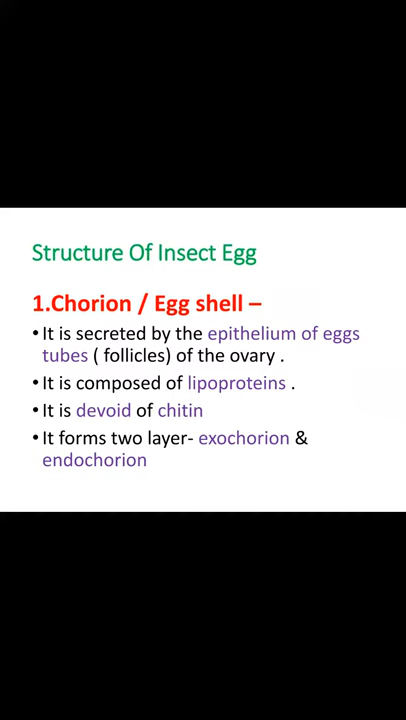 Structure Of Insect Egg
1.Chorion / Egg shell –
• It is secreted by the epithelium of eggs
tubes ( follicles) of the ovary .
• It is composed of lipoproteins .
• It is devoid of chitin
• It forms two layer- exochorion &
endochorion